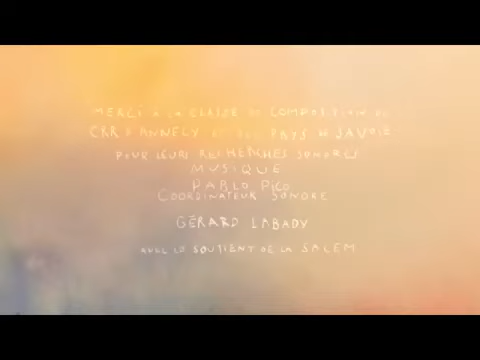 MERCI A LA CLASSE DE COMPOSITION DU
CRR D'ANNECY ET DES PAYS DE SAVOIE
POUR LEURS RECHERCHES SONORES
MUSIQUE
PABLO PICO
COORDINATEUR SONORE
GÉRARD LABADY
AVEC LE SOUTIENT DE LA SACEM